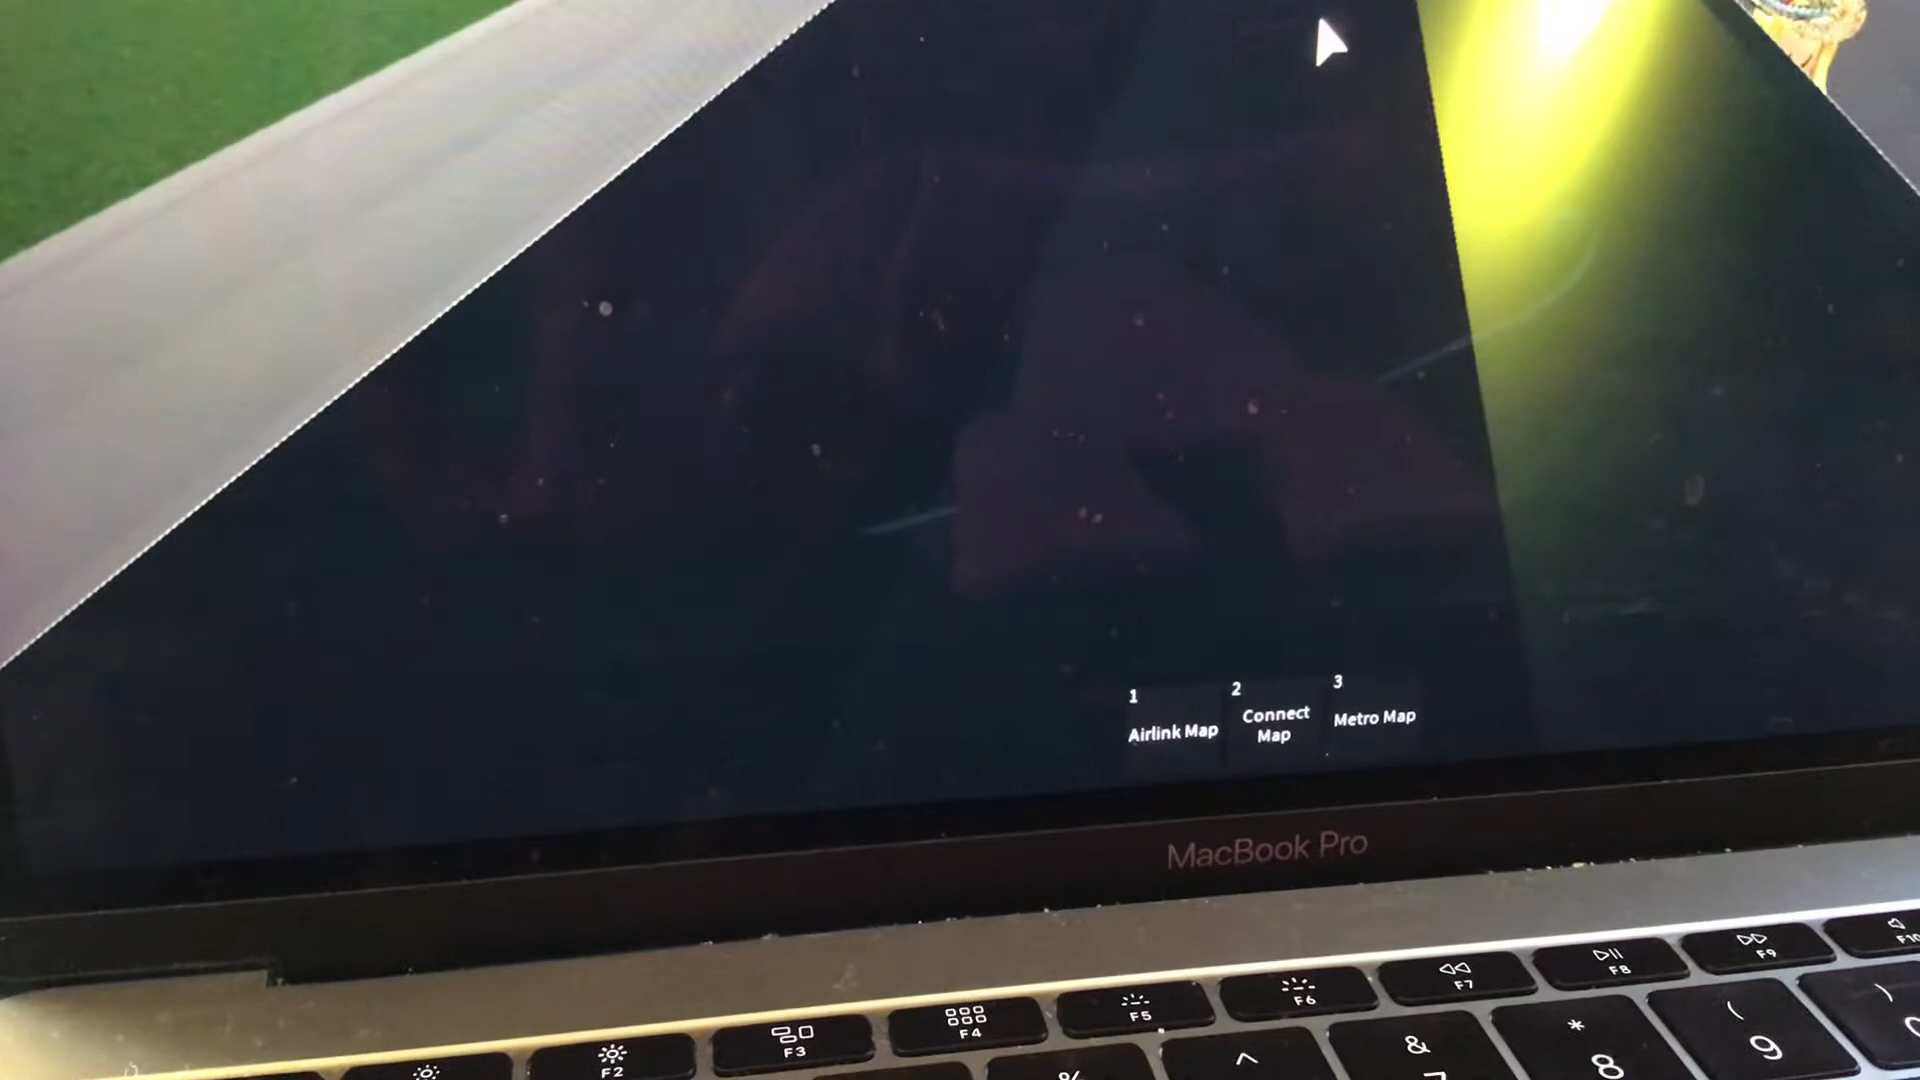 1
Airlink Map
2
Connect
Map
3
Metro Map
MacBook Pro
F2
F3
F4
F5
F6
F7
F8
F9
F10
%
^
&
7
*
8
(
9
)